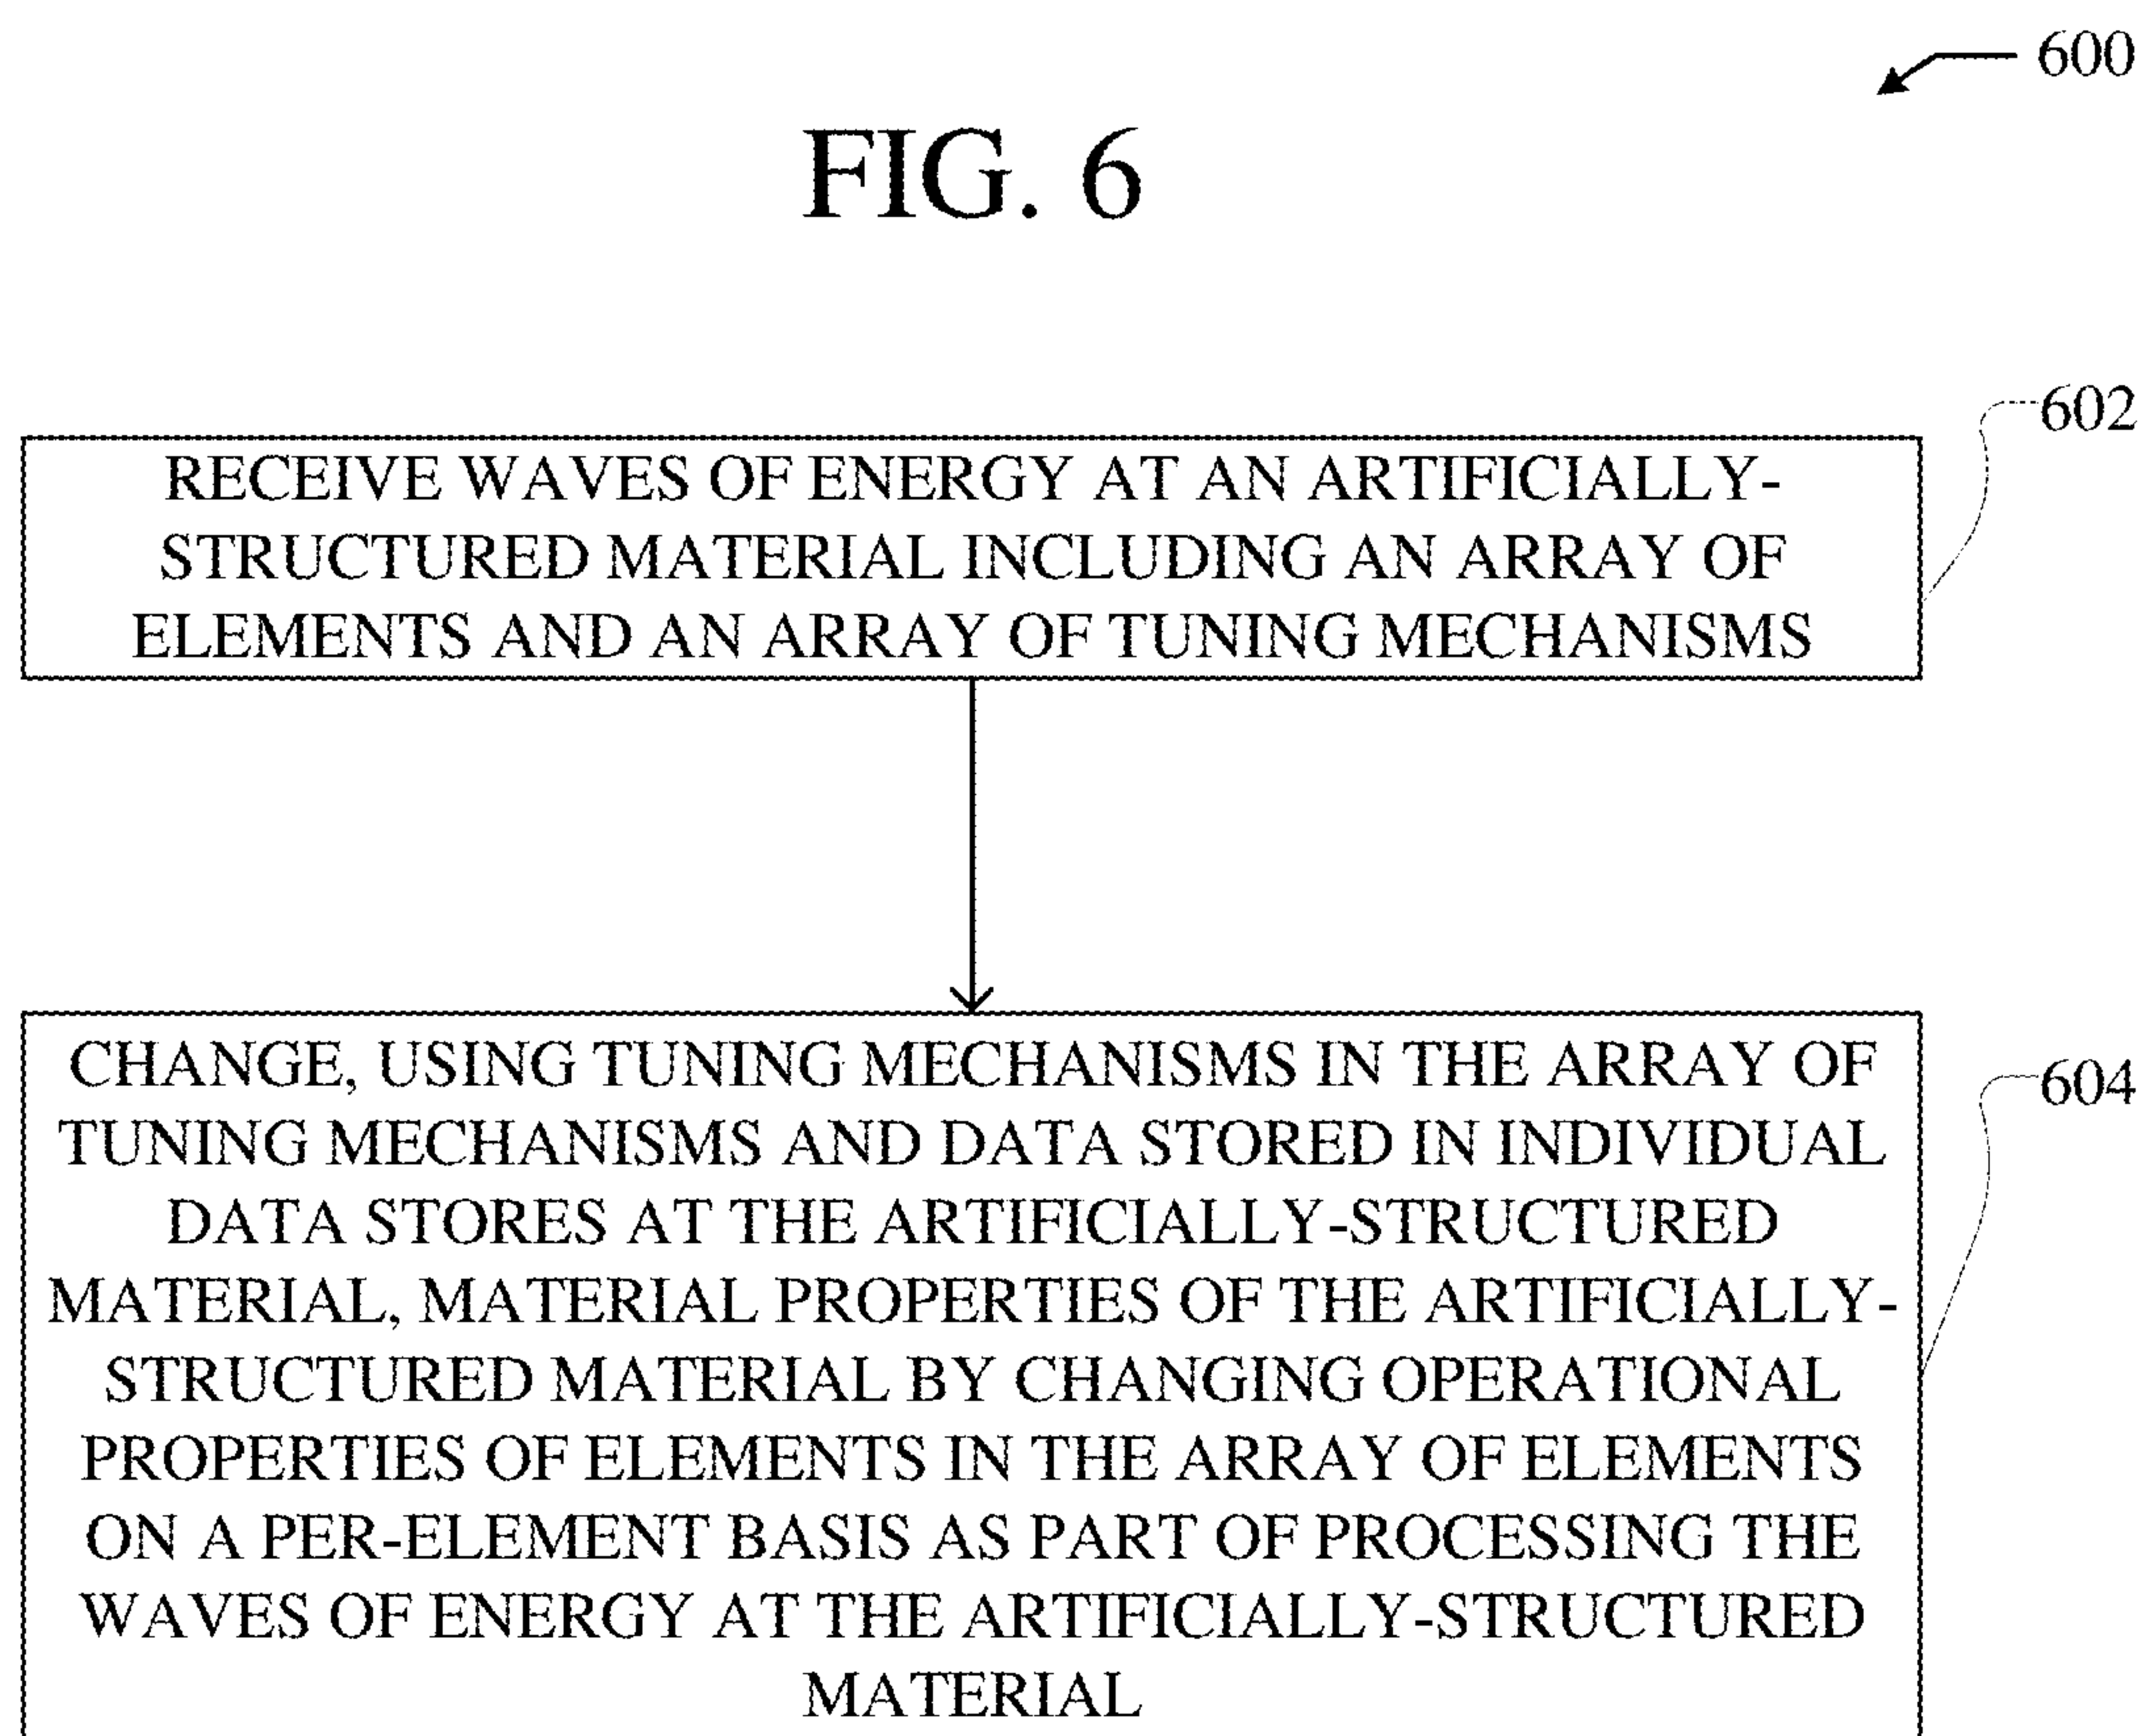 600
FIG. 6
602
RECEIVE WAVES OF ENERGY AT AN ARTIFICIALLY-
STRUCTURED MATERIAL INCLUDING AN ARRAY OF
ELEMENTS AND AN ARRAY OF TUNING MECHANISMS
604
CHANGE, USING TUNING MECHANISMS IN THE ARRAY OF
TUNING MECHANISMS AND DATA STORED IN INDIVIDUAL
DATA STORES AT THE ARTIFICIALLY-STRUCTURED
MATERIAL, MATERIAL PROPERTIES OF THE ARTIFICIALLY-
STRUCTURED MATERIAL BY CHANGING OPERATIONAL
PROPERTIES OF ELEMENTS IN THE ARRAY OF ELEMENTS
ON A PER-ELEMENT BASIS AS PART OF PROCESSING THE
WAVES OF ENERGY AT THE ARTIFICIALLY-STRUCTURED
MATERIAL